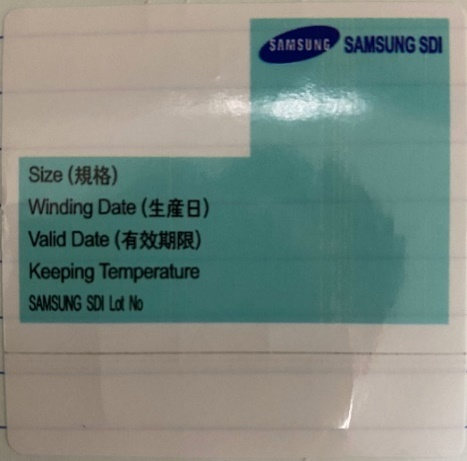 SAMSUNG SAMSUNG SDI
Size (規格)
Winding Date (生産日)
Valid Date (有效期限)
Keeping Temperature
SAMSUNG SDI Lot No